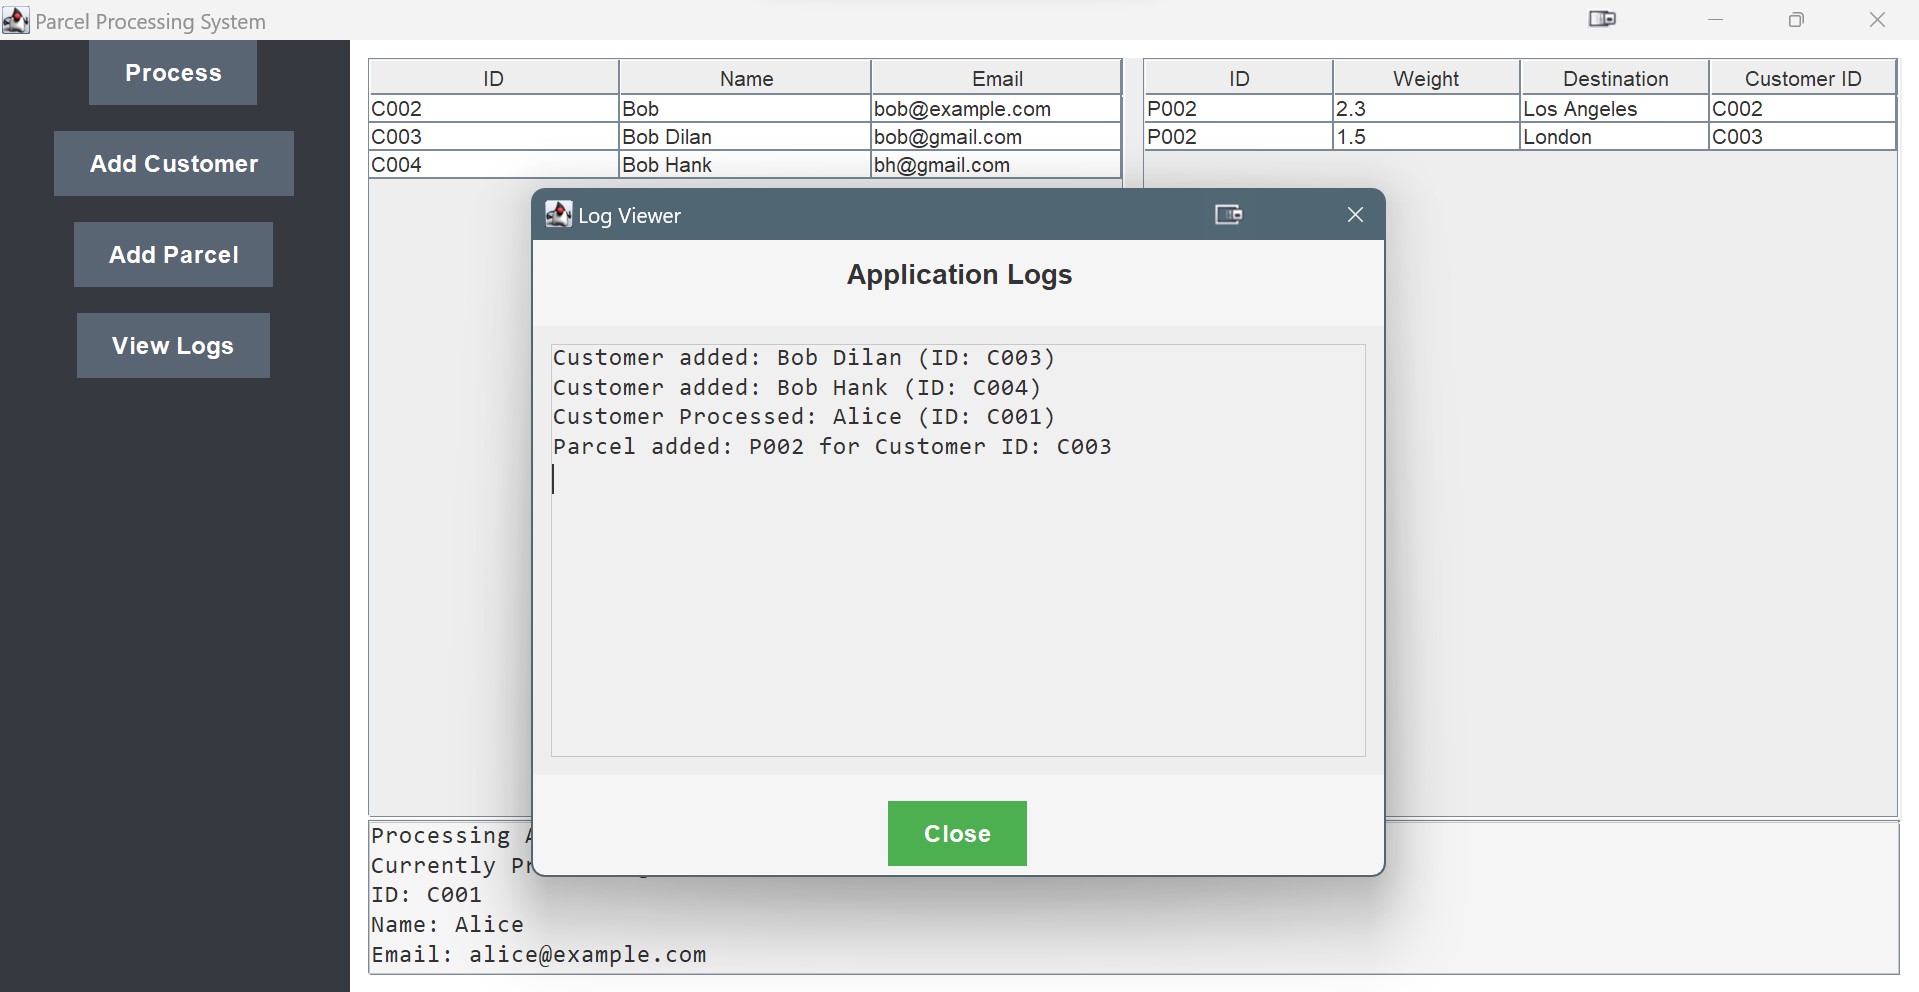 Parcel Processing System
Process
Add Customer
Add Parcel
View Logs
ID Name Email
C002 Bob bob@example.com
C003 Bob Dilan bob@gmail.com
C004 Bob Hank bh@gmail.com
ID Weight Destination Customer ID
P002 2.3 Los Angeles C002
P002 1.5 London C003
Log Viewer
Application Logs
Customer added: Bob Dilan (ID: C003)
Customer added: Bob Hank (ID: C004)
Customer Processed: Alice (ID: C001)
Parcel added: P002 for Customer ID: C003
Close
Processing
Currently
ID: C001
Name: Alice
Email: alice@example.com